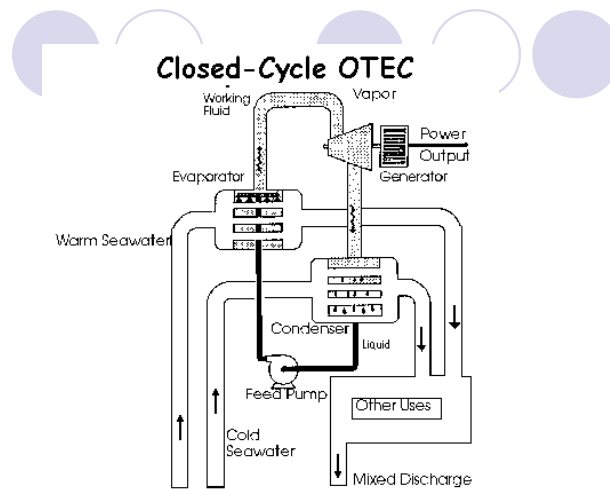 Closed-Cycle OTEC
Working
Fluid
Vapor
Power
Output
Evaporator
Generator
Warm Seawater
Condenser
Liquid
Feed Pump
Other Uses
Cold
Seawater
Mixed Discharge